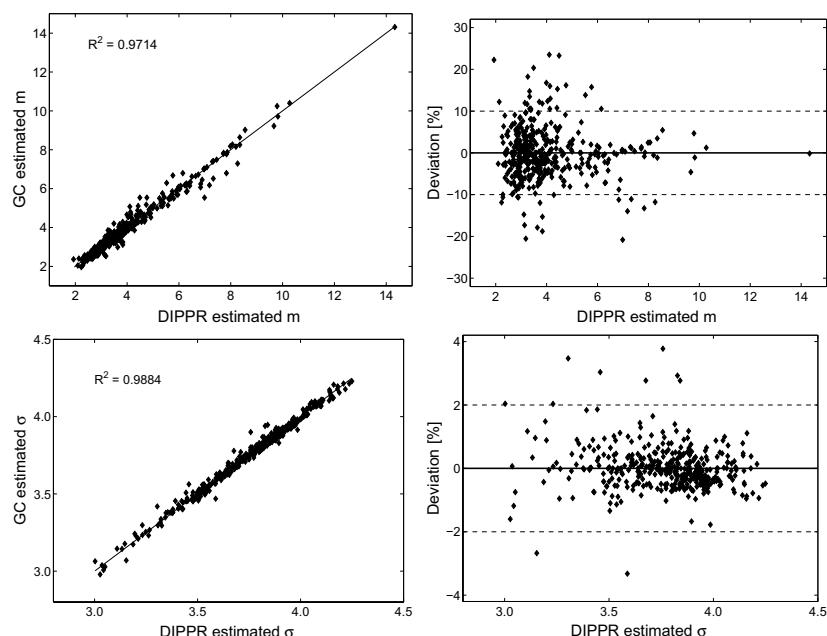 R² = 0.9714
14
12
10
8
6
4
2
2 4 6 8 10 12 14
GC estimated m
DIPPR estimated m
30
20
10
0
−10
−20
−30
2 4 6 8 10 12 14
Deviation [%]
DIPPR estimated m
R² = 0.9884
4.5
4.0
3.5
3.0
3.0 3.5 4.0 4.5
GC estimated σ
DIPPR estimated σ
4
2
0
−2
−4
3.0 3.5 4.0 4.5
Deviation [%]
DIPPR estimated σ